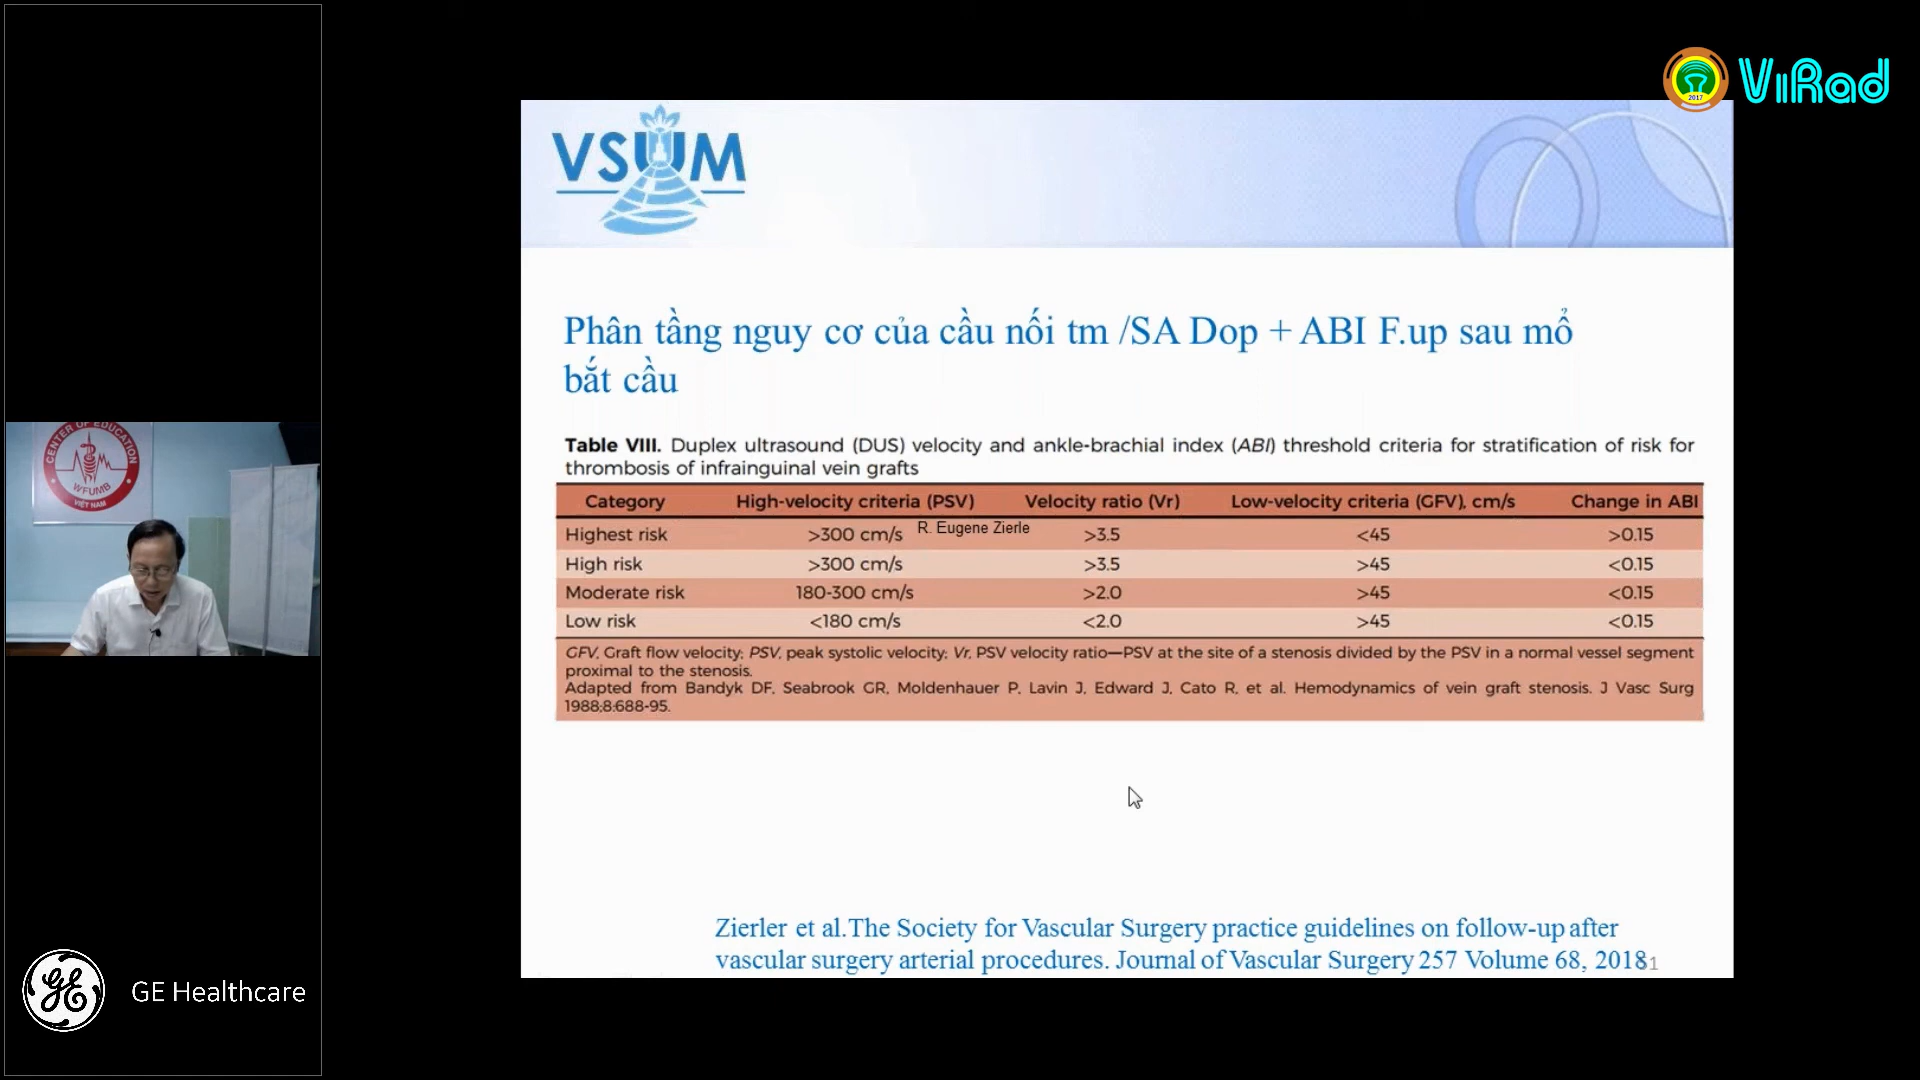 ViRad
2017
VSUM
Phân tầng nguy cơ của cầu nối tm /SA Dop + ABI F.up sau mổ
bắt cầu
Table VIII. Duplex ultrasound (DUS) velocity and ankle-brachial index (ABI) threshold criteria for stratification of risk for
thrombosis of infrainguinal vein grafts
Category High-velocity criteria (PSV) Velocity ratio (Vr) Low-velocity criteria (GFV), cm/s Change in ABI
R. Eugene Zierle
Highest risk >300 cm/s >3.5 <45 >0.15
High risk >300 cm/s >3.5 >45 <0.15
Moderate risk 180-300 cm/s >2.0 >45 <0.15
Low risk <180 cm/s <2.0 >45 <0.15
GFV, Graft flow velocity; PSV, peak systolic velocity; Vr, PSV velocity ratio—PSV at the site of a stenosis divided by the PSV in a normal vessel segment
proximal to the stenosis.
Adapted from Bandyk DF, Seabrook GR, Moldenhauer P, Lavin J, Edward J, Cato R, et al. Hemodynamics of vein graft stenosis. J Vasc Surg
1988;8:688-95.
Zierler et al.The Society for Vascular Surgery practice guidelines on follow-up after
vascular surgery arterial procedures. Journal of Vascular Surgery 257 Volume 68, 2018
CENTER OF EDUCATION
WFUMB
VIỆT NAM
GE Healthcare